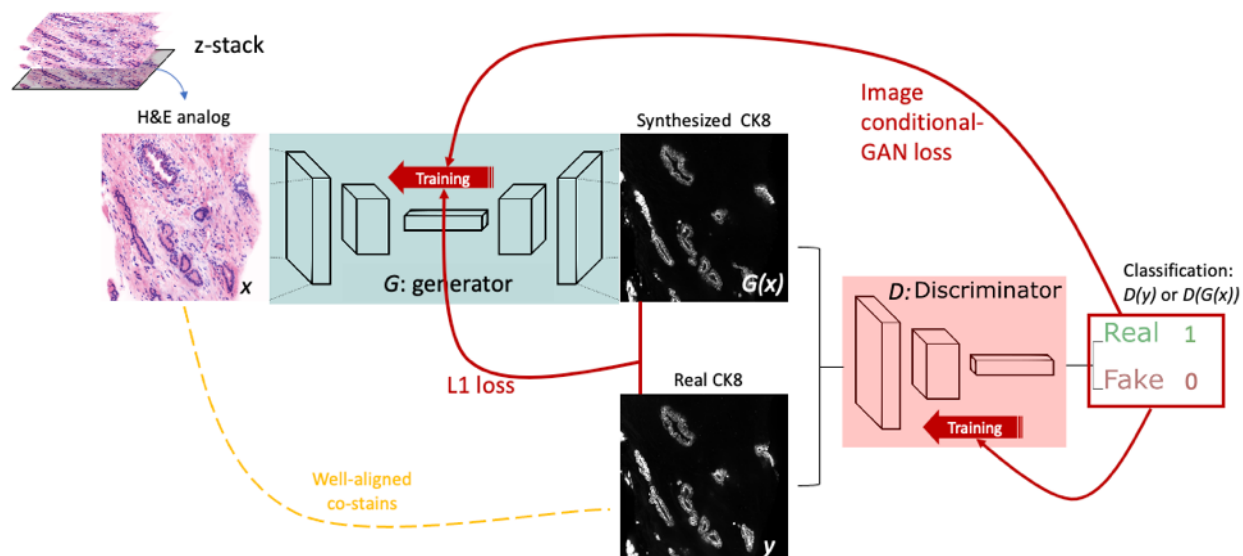 z-stack
H&E analog
x
Training
G: generator
Synthesized CK8
G(x)
Image
conditional-
GAN loss
L1 loss
Real CK8
y
Well-aligned
co-stains
D: Discriminator
Training
Classification:
D(y) or D(G(x))
Real 1
Fake 0